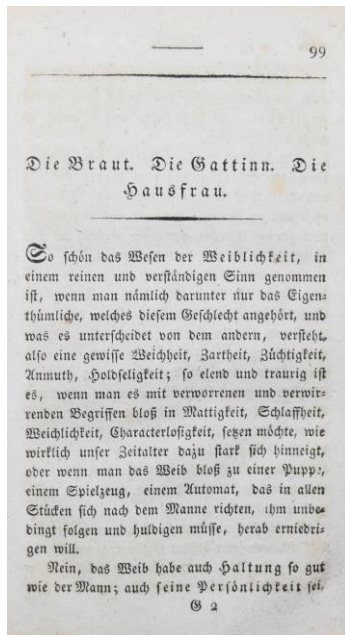 99
Die Braut. Die Gattinn. Die
Hausfrau.
So schön das Wesen der Weiblichkeit, in
einem reinen und verständigen Sinn genommen
ist, wenn man nämlich darunter nur das Eigen-
thümliche, welches diesem Geschlecht angehört, und
was es unterscheidet von dem andern, versteht,
also eine gewisse Weichheit, Zartheit, Züchtigkeit,
Anmuth, Holdseligkeit; so elend und traurig ist
es, wenn man es mit verworrenen und verwir-
renden Begriffen bloß in Mattigkeit, Schlaffheit,
Weichlichkeit, Characterlosigkeit, setzen möchte, wie
wirklich unser Zeitalter dazu stark sich hinneigt,
oder wenn man das Weib bloß zu einer Puppe,
einem Spielzeug, einem Automat, das in allen
Stücken sich nach dem Manne richten, ihm unbe-
dingt folgen und huldigen müsse, herab erniedri-
gen will.
Nein, das Weib habe auch Haltung so gut
wie der Mann; auch seine Persönlichkeit sei.
G 2